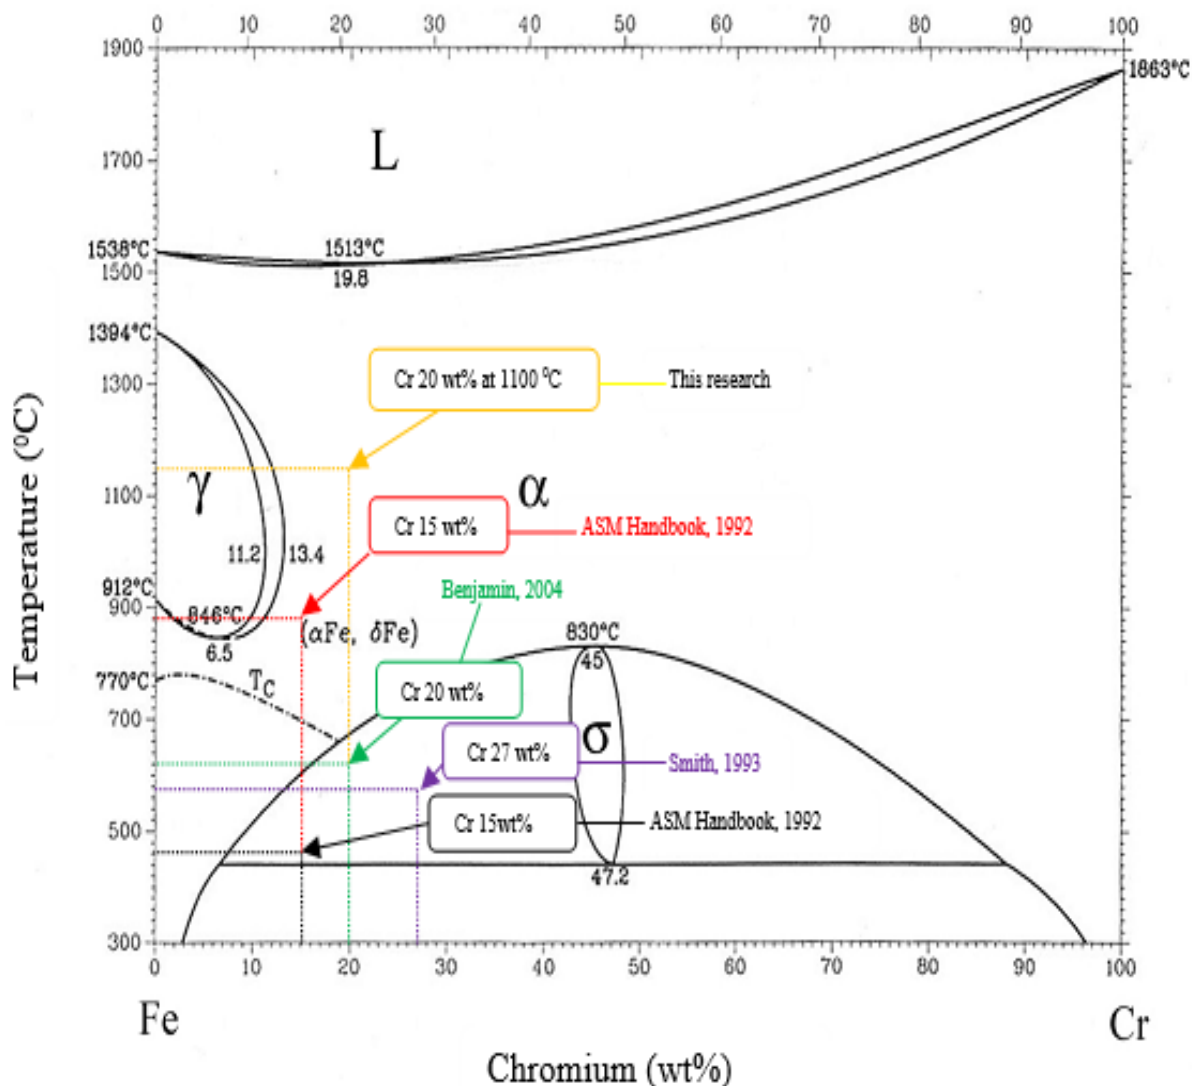 0 10 20 30 40 50 60 70 80 90 100
1900
1863°C
L
1700
1538°C
1513°C
1500
19.8
1394°C
Cr 20 wt% at 1100 ⁰C
This research
1300
Temperature (⁰C)
γ
α
1100
Cr 15 wt%
ASM Handbook, 1992
11.2
13.4
912°C
Benjamin, 2004
900
846°C
(αFe, δFe)
830°C
6.5
45
770°C
TC
Cr 20 wt%
700
σ
Cr 27 wt%
Smith, 1993
500
Cr 15wt%
ASM Handbook, 1992
47.2
300
0 10 20 30 40 50 60 70 80 90 100
Fe
Cr
Chromium (wt%)